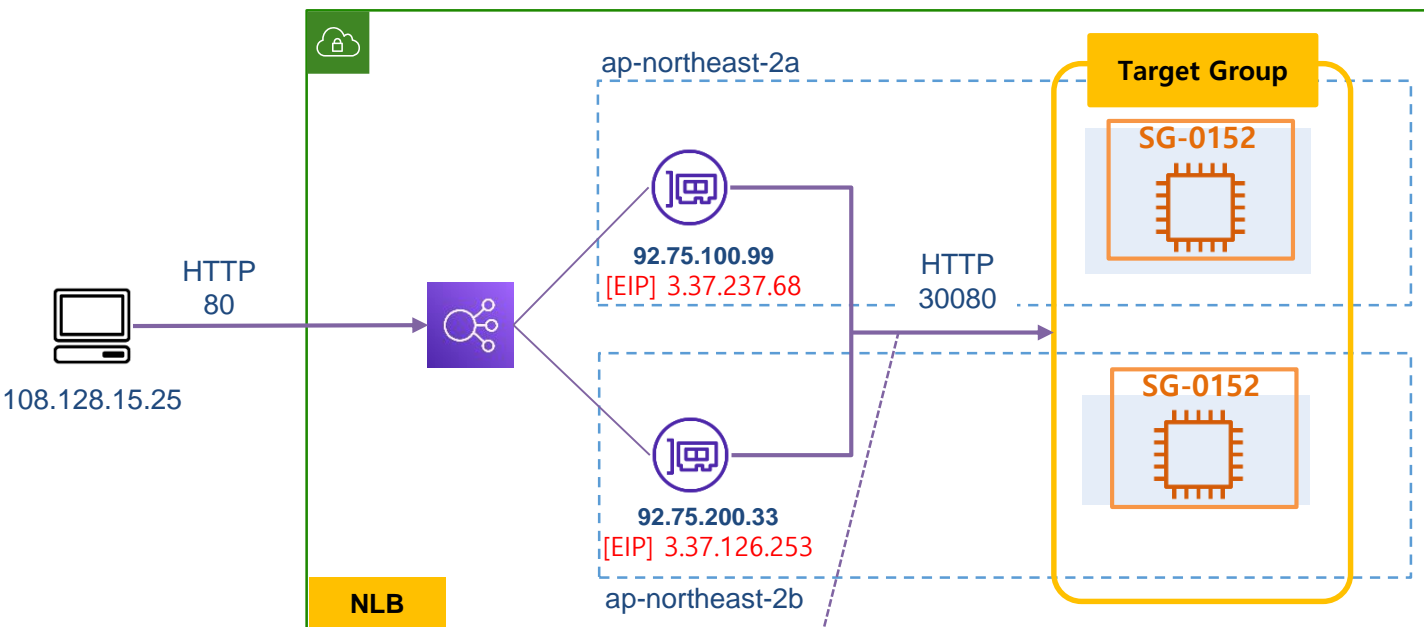 ap-northeast-2a
Target Group
SG-0152
92.75.100.99
[EIP] 3.37.237.68
HTTP
80
HTTP
30080
108.128.15.25
SG-0152
92.75.200.33
[EIP] 3.37.126.253
NLB
ap-northeast-2b